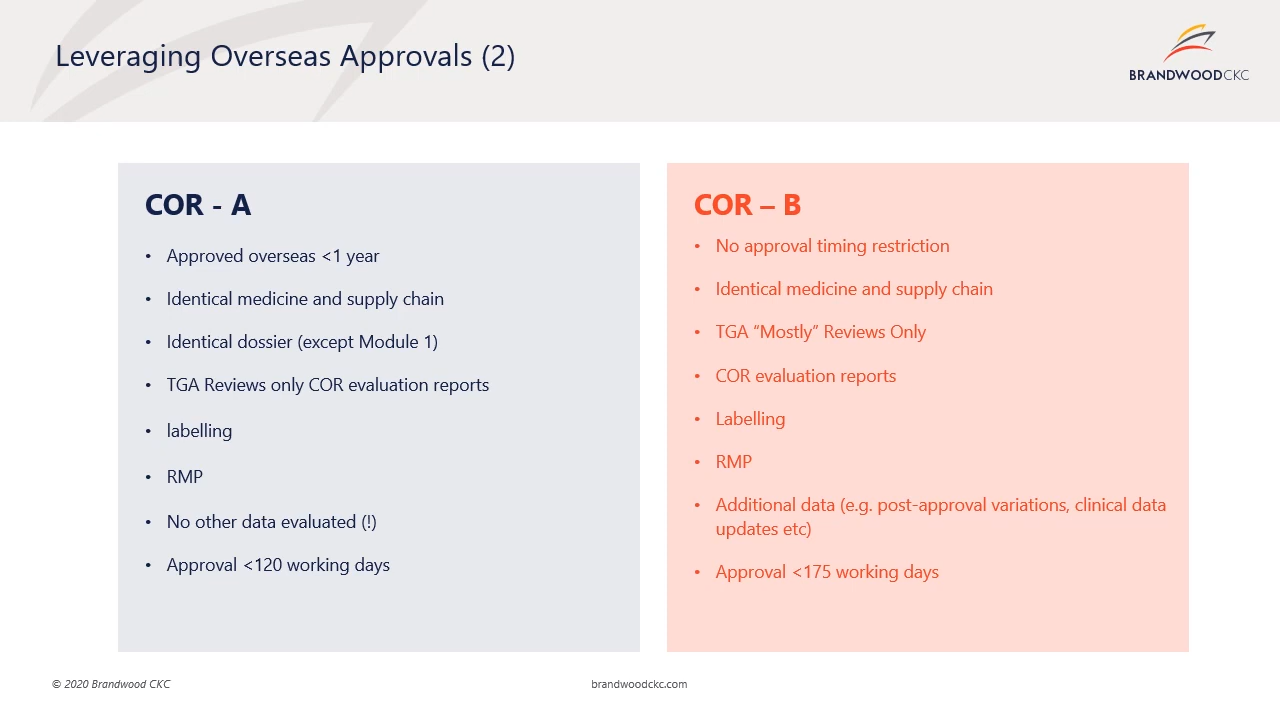 Leveraging Overseas Approvals (2)
BRANDWOODCKC
COR - A
• Approved overseas <1 year
• Identical medicine and supply chain
• Identical dossier (except Module 1)
• TGA Reviews only COR evaluation reports
• labelling
• RMP
• No other data evaluated (!)
• Approval <120 working days
COR – B
• No approval timing restriction
• Identical medicine and supply chain
• TGA “Mostly” Reviews Only
• COR evaluation reports
• Labelling
• RMP
• Additional data (e.g. post-approval variations, clinical data
updates etc)
• Approval <175 working days
© 2020 Brandwood CKC
brandwoodckc.com